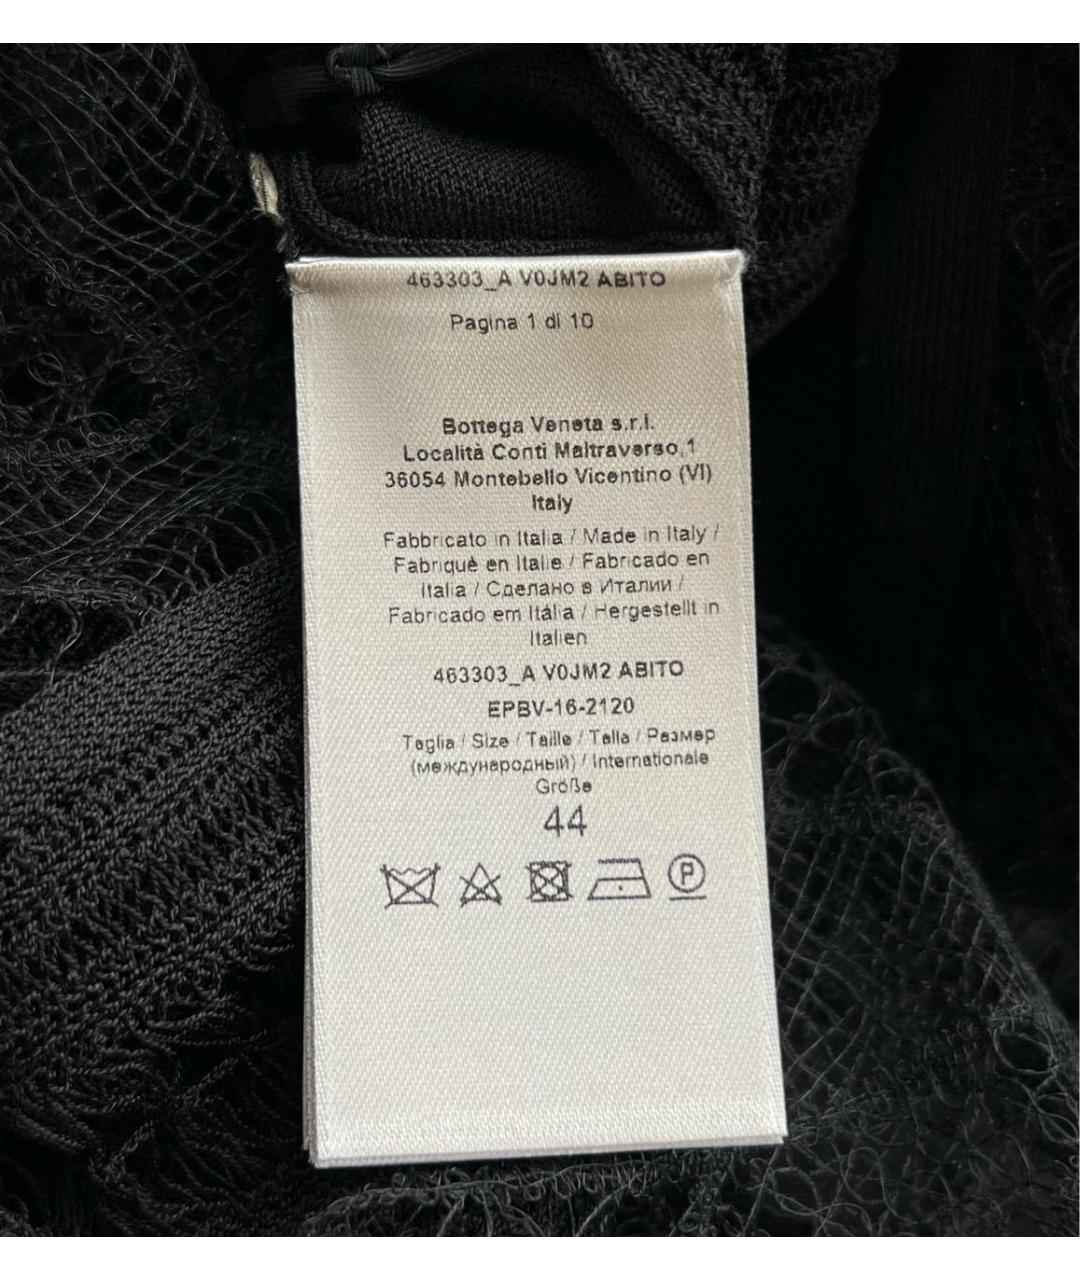 463303_A V0JM2 ABITO
Pagina 1 di 10
Bottega Veneta s.r.l.
Località Conti Maltraverso,1
36054 Montebello Vicentino (VI)
Italy
Fabbricato in Italia / Made in Italy /
Fabriquè en Italie / Fabricado en
Italia / Сделано в Италии /
Fabricado em Itália / Hergestellt in
Italien
463303_A V0JM2 ABITO
EPBV-16-2120
Taglia / Size / Taille / Talla / Размер
(международный) / Internationale
Größe
44
P